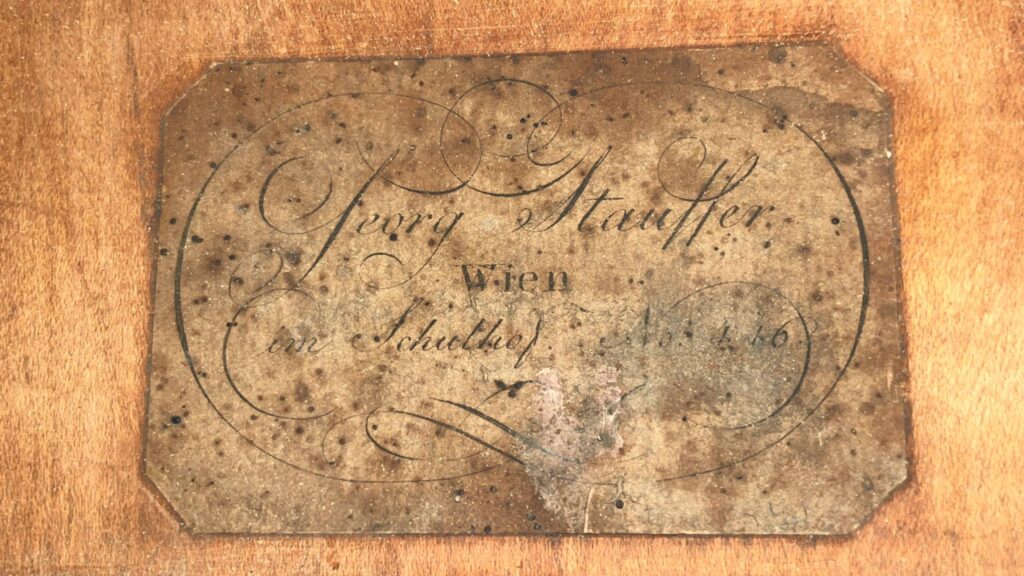 Georg Stauffer
Wien
im Schulhof No: 446